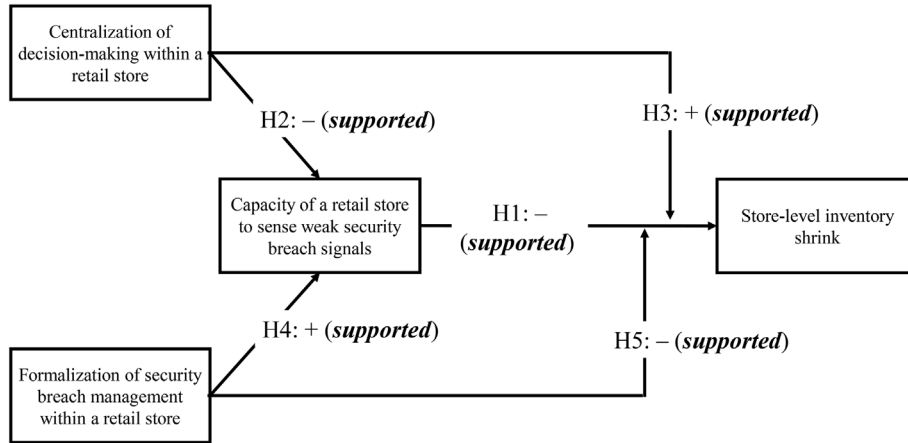 Centralization of
decision-making within a
retail store
H2: – (supported)
H3: + (supported)
Capacity of a retail store
to sense weak security
breach signals
H1: –
(supported)
Store-level inventory
shrink
H4: + (supported)
H5: – (supported)
Formalization of security
breach management
within a retail store